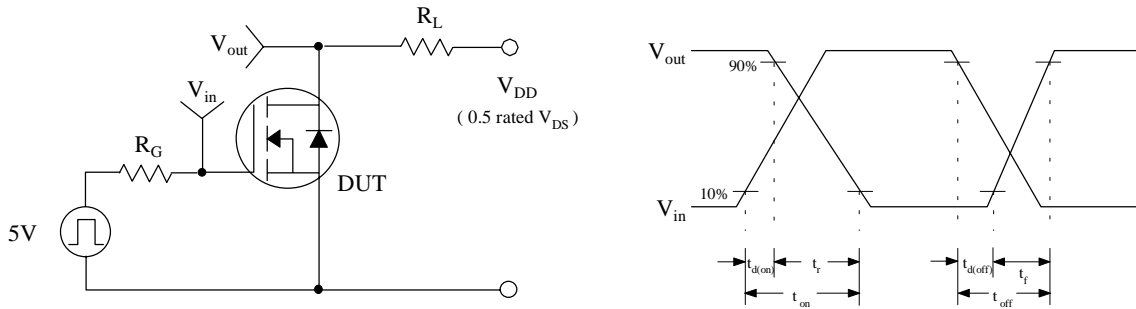 R_L
V_out
V_in
V_DD
( 0.5 rated V_DS )
R_G
DUT
5V
V_out
90%
10%
V_in
t_d(on)
t_r
t_d(off)
t_f
t_on
t_off